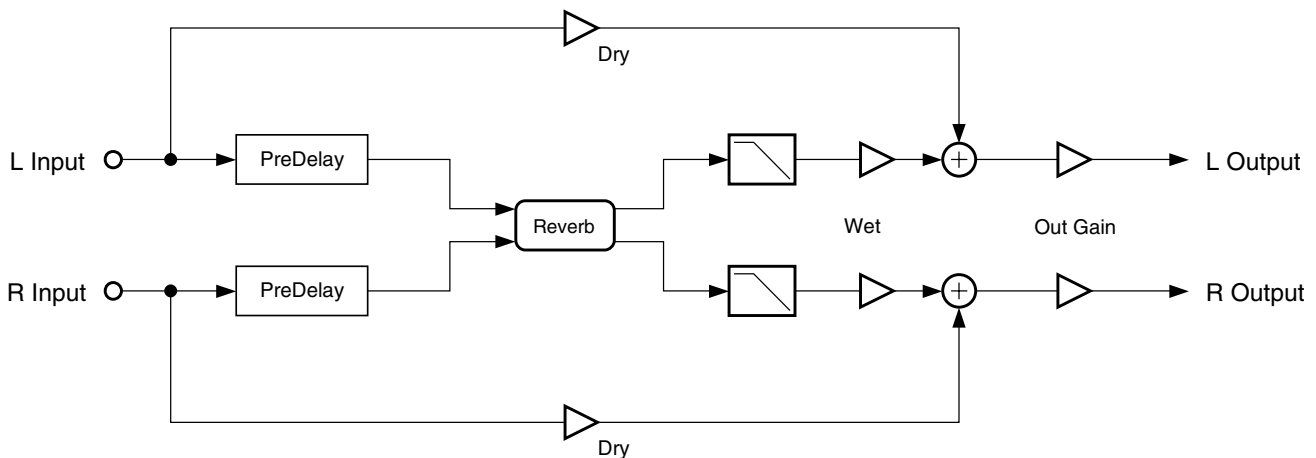 Dry
L Input
PreDelay
L Output
Reverb
Wet
Out Gain
R Input
PreDelay
R Output
Dry